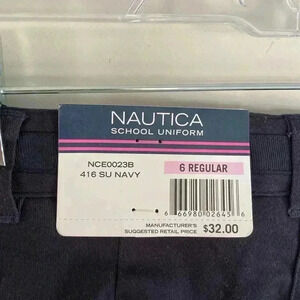 NAUTICA
SCHOOL UNIFORM
NCE0023B
416 SU NAVY
6 REGULAR
6 66980 02645 6
MANUFACTURER'S
SUGGESTED RETAIL PRICE $32.00